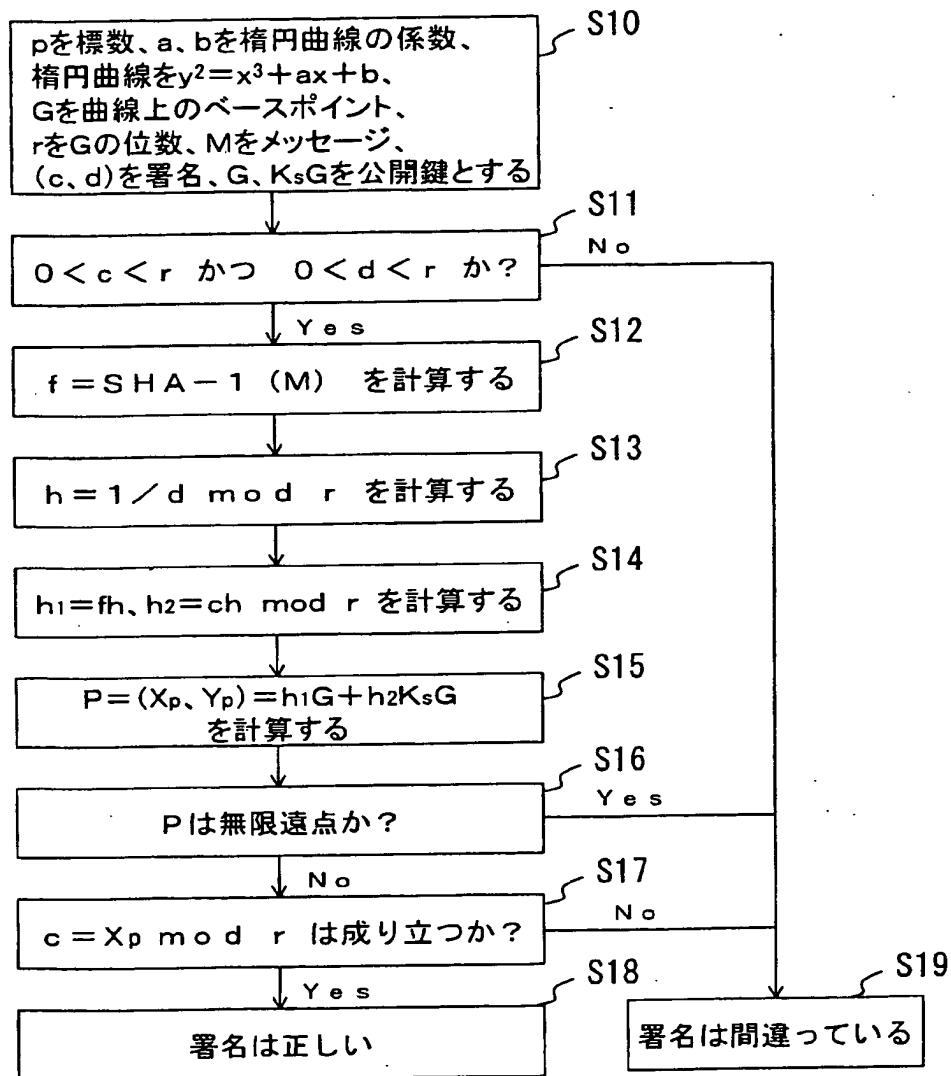 pを標数、a、bを楕円曲線の係数、
楕円曲線をy²=x³+ax+b、
Gを曲線上のベースポイント、
rをGの位数、Mをメッセージ、
(c、d)を署名、G、KsGを公開鍵とする
S10
0<c<r かつ 0<d<r か?
S11
No
Yes
f=SHA-1(M) を計算する
S12
h=1/d mod r を計算する
S13
h1=fh、h2=ch mod r を計算する
S14
P=(Xp、Yp)=h1G+h2KsG
を計算する
S15
Pは無限遠点か?
S16
Yes
No
c=Xp mod r は成り立つか?
S17
No
Yes
署名は正しい
S18
署名は間違っている
S19